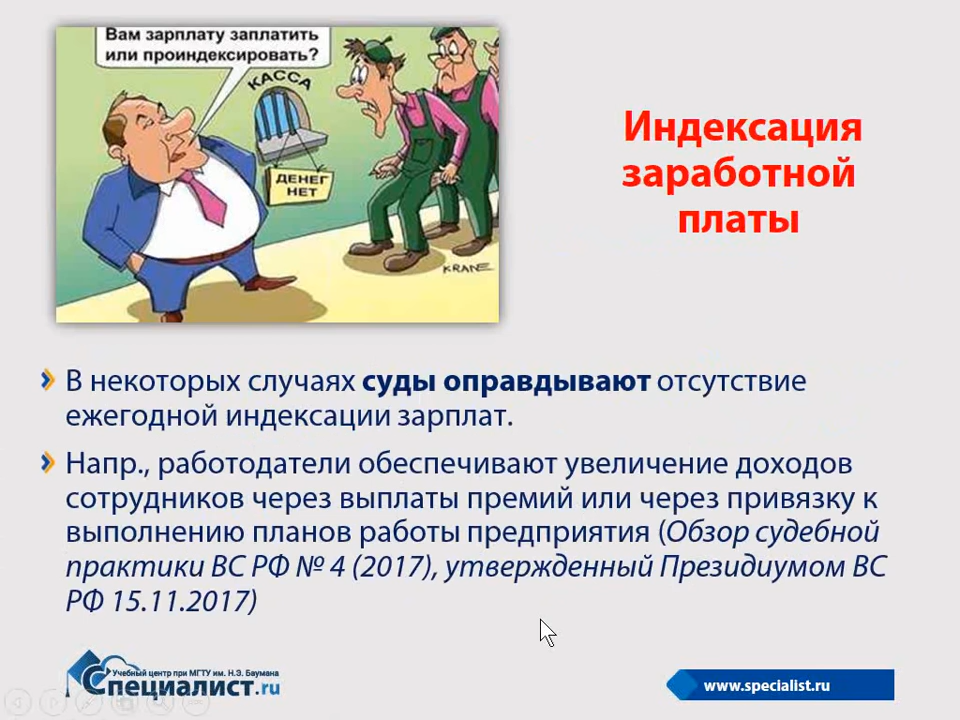 Вам зарплату заплатить
или проиндексировать?
КАССА
ДЕНЕГ
НЕТ
KRANE
Индексация
заработной
платы
В некоторых случаях суды оправдывают отсутствие
ежегодной индексации зарплат.
Напр., работодатели обеспечивают увеличение доходов
сотрудников через выплаты премий или через привязку к
выполнению планов работы предприятия (Обзор судебной
практики ВС РФ № 4 (2017), утвержденный Президиумом ВС
РФ 15.11.2017)
Учебный центр при МГТУ им. Н.Э. Баумана
Специалист.ru
www.specialist.ru